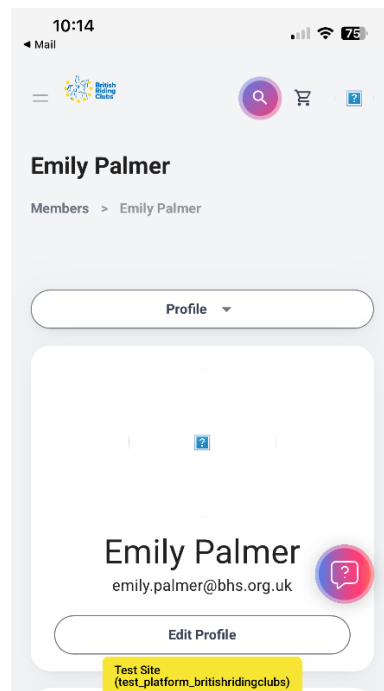 10:14
75
◀ Mail
British
Riding
Clubs
?
Emily Palmer
Members > Emily Palmer
Profile
?
Emily Palmer
emily.palmer@bhs.org.uk
?
Edit Profile
Test Site
(test_platform_britishridingclubs)